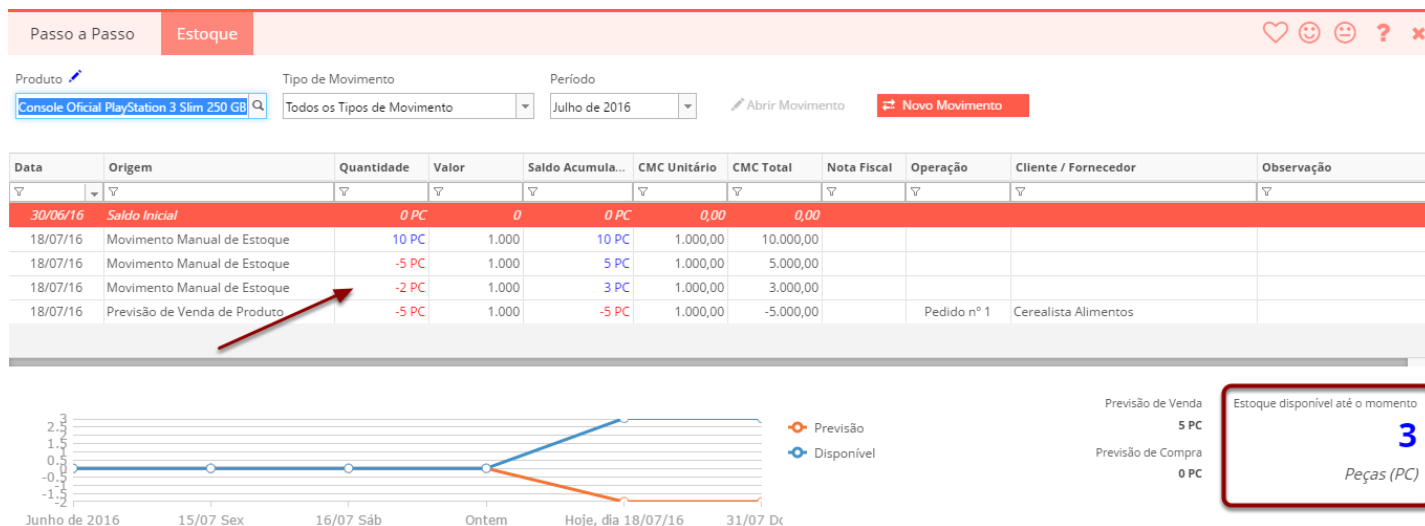 Passo a Passo Estoque
Produto Tipo de Movimento Período
Console Oficial PlayStation 3 Slim 250 GB Todos os Tipos de Movimento Julho de 2016 Abrir Movimento Novo Movimento
Data Origem Quantidade Valor Saldo Acumula... CMC Unitário CMC Total Nota Fiscal Operação Cliente / Fornecedor Observação
30/06/16 Saldo Inicial 0 PC 0 0 PC 0,00 0,00
18/07/16 Movimento Manual de Estoque 10 PC 1.000 10 PC 1.000,00 10.000,00
18/07/16 Movimento Manual de Estoque -5 PC 1.000 5 PC 1.000,00 5.000,00
18/07/16 Movimento Manual de Estoque -2 PC 1.000 3 PC 1.000,00 3.000,00
18/07/16 Previsão de Venda de Produto -5 PC 1.000 -5 PC 1.000,00 -5.000,00 Pedido nº 1 Cerealista Alimentos
Previsão de Venda
5 PC
Previsão de Compra
0 PC
Estoque disponível até o momento
3
Peças (PC)
Previsão
Disponível
3
2.5
2
1.5
1
0.5
0
-0.5
-1
-1.5
-2
Junho de 2016 15/07 Sex 16/07 Sáb Ontem Hoje, dia 18/07/16 31/07 Do